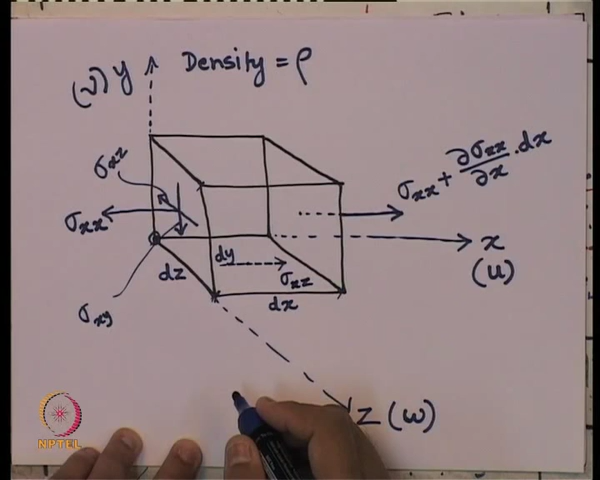 (v) y Density = ρ
σxz
σxx + ∂σxx/∂x . dx
σxx
x
(u)
dy
dz
σxz
dx
σxy
z (w)
NPTEL